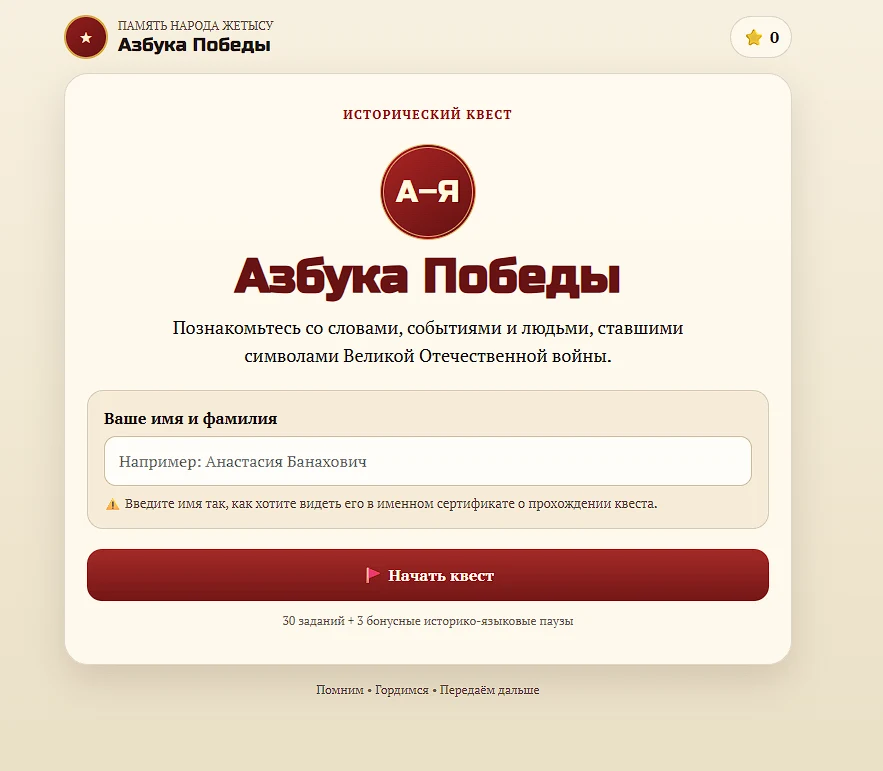 ПАМЯТЬ НАРОДА ЖЕТЫСУ
Азбука Победы
0
ИСТОРИЧЕСКИЙ КВЕСТ
А–Я
Азбука Победы
Познакомьтесь со словами, событиями и людьми, ставшими
символами Великой Отечественной войны.
Ваше имя и фамилия
Например: Анастасия Банахович
Введите имя так, как хотите видеть его в именном сертификате о прохождении квеста.
Начать квест
30 заданий + 3 бонусные историко-языковые паузы
Помним • Гордимся • Передаём дальше